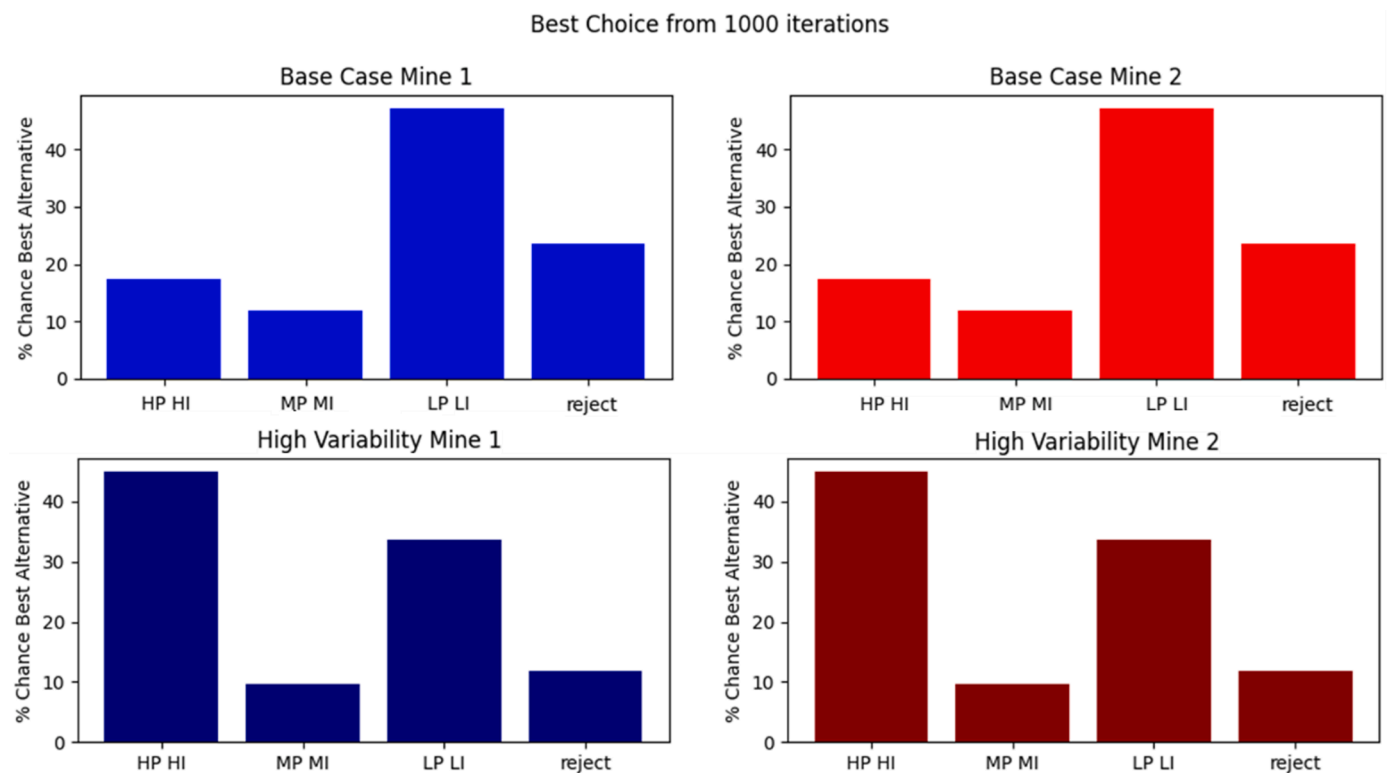 Best Choice from 1000 iterations
Base Case Mine 1
% Chance Best Alternative
40
30
20
10
0
HP HI
MP MI
LP LI
reject
Base Case Mine 2
% Chance Best Alternative
40
30
20
10
0
HP HI
MP MI
LP LI
reject
High Variability Mine 1
% Chance Best Alternative
40
30
20
10
0
HP HI
MP MI
LP LI
reject
High Variability Mine 2
% Chance Best Alternative
40
30
20
10
0
HP HI
MP MI
LP LI
reject